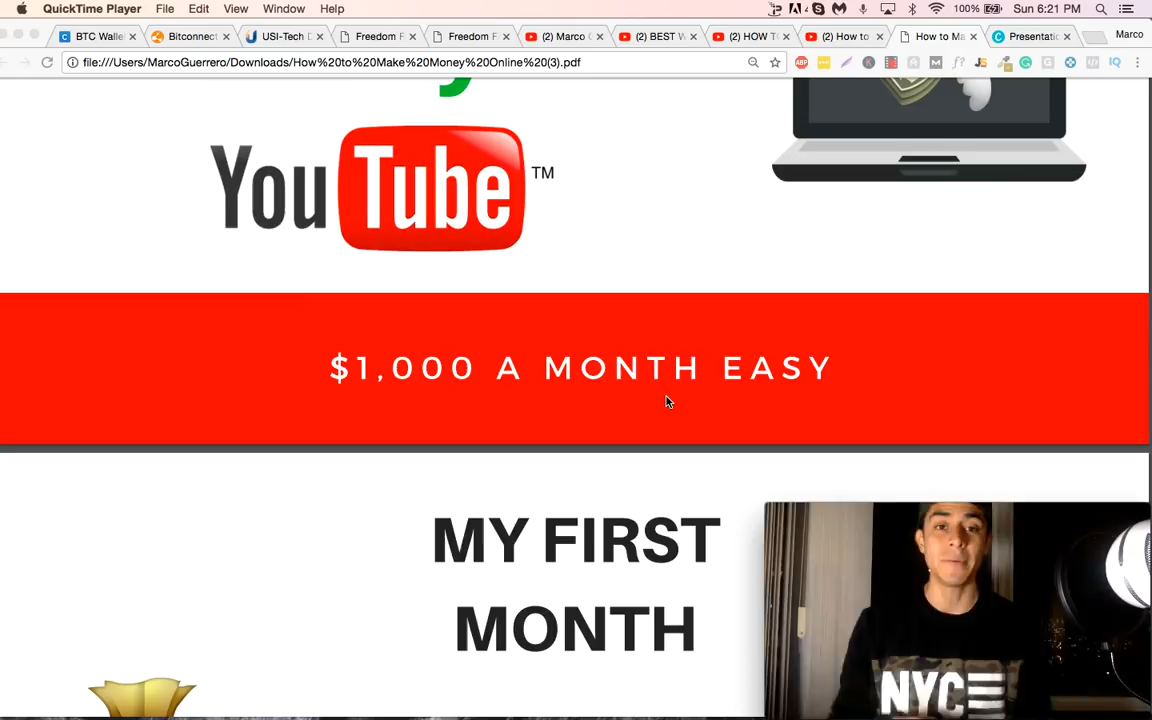 QuickTime Player File Edit View Window Help 100% Sun 6:21 PM
BTC Walle
Bitconnect
USI-Tech D
Freedom F
Freedom F
(2) Marco
(2) BEST W
(2) HOW T
(2) How to
How to Ma
Presentatio
Marco
file:///Users/MarcoGuerrero/Downloads/How%20to%20Make%20Money%20Online%20(3).pdf
y
YouTube™
$1,000 A MONTH EASY
MY FIRST
MONTH
NYC